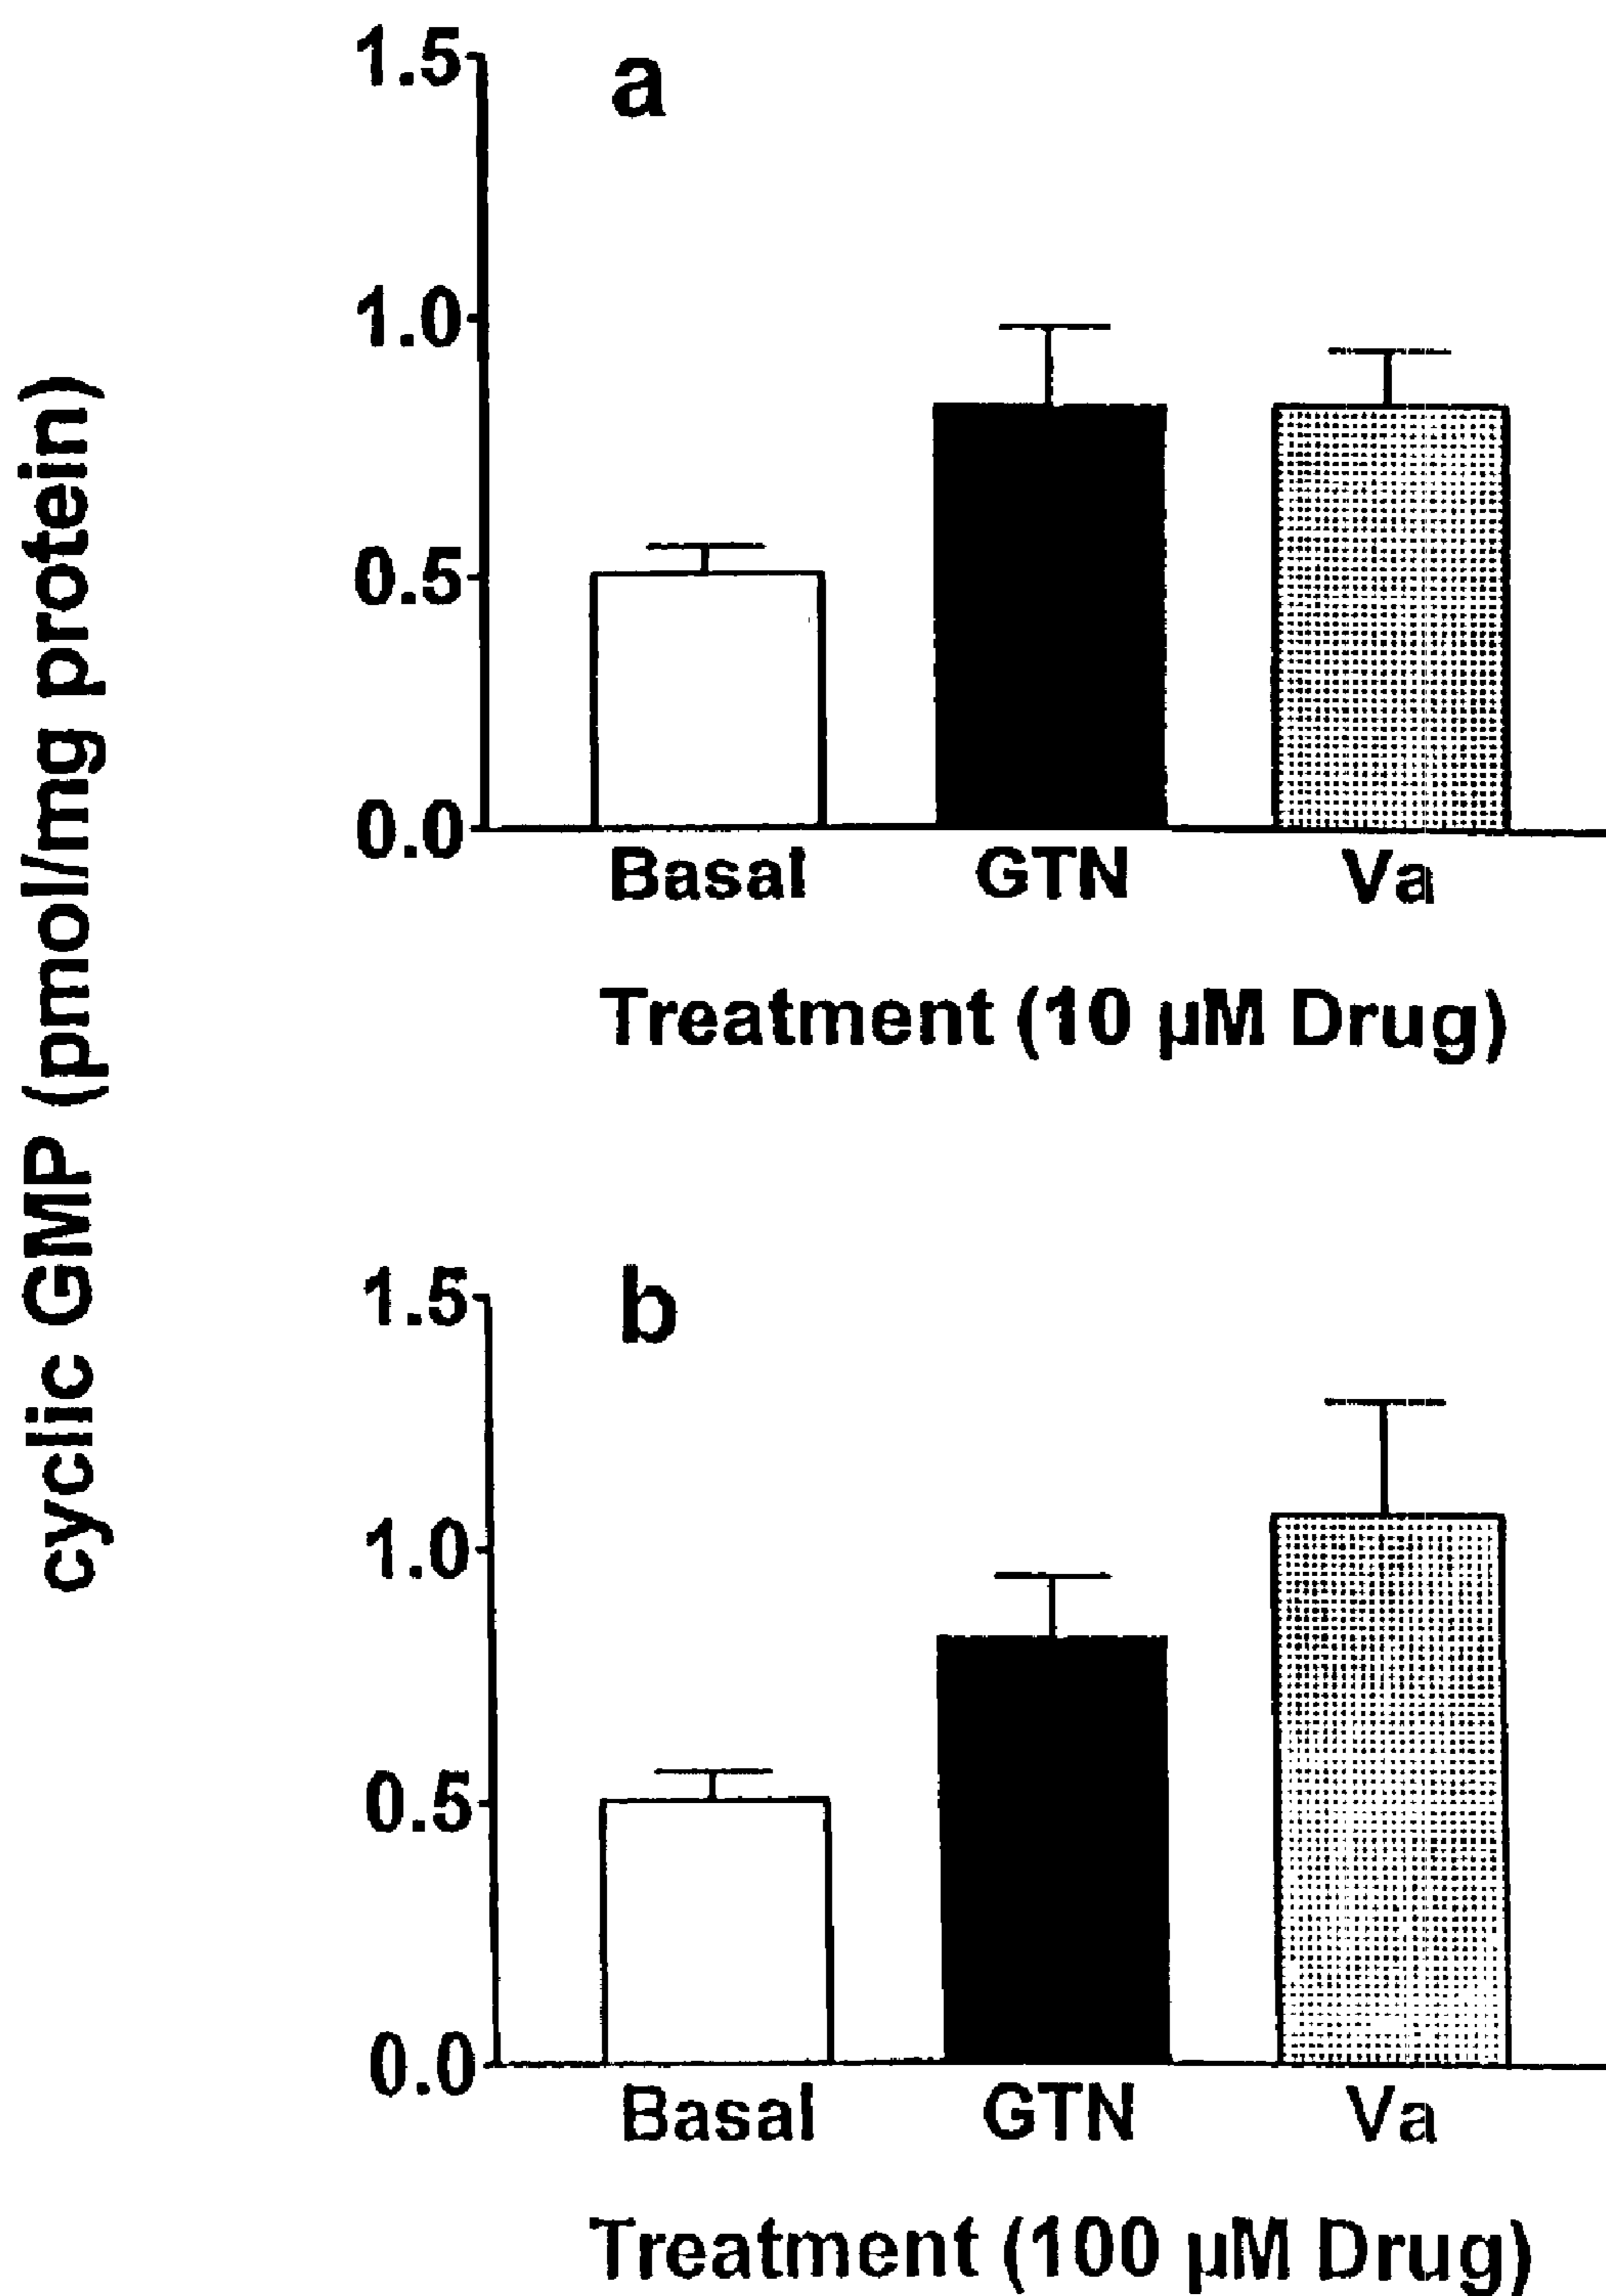 cyclic GMP (pmol/mg protein)
a
1.5
1.0
0.5
0.0
Basal GTN Va
Treatment (10 µM Drug)
b
1.5
1.0
0.5
0.0
Basal GTN Va
Treatment (100 µM Drug)